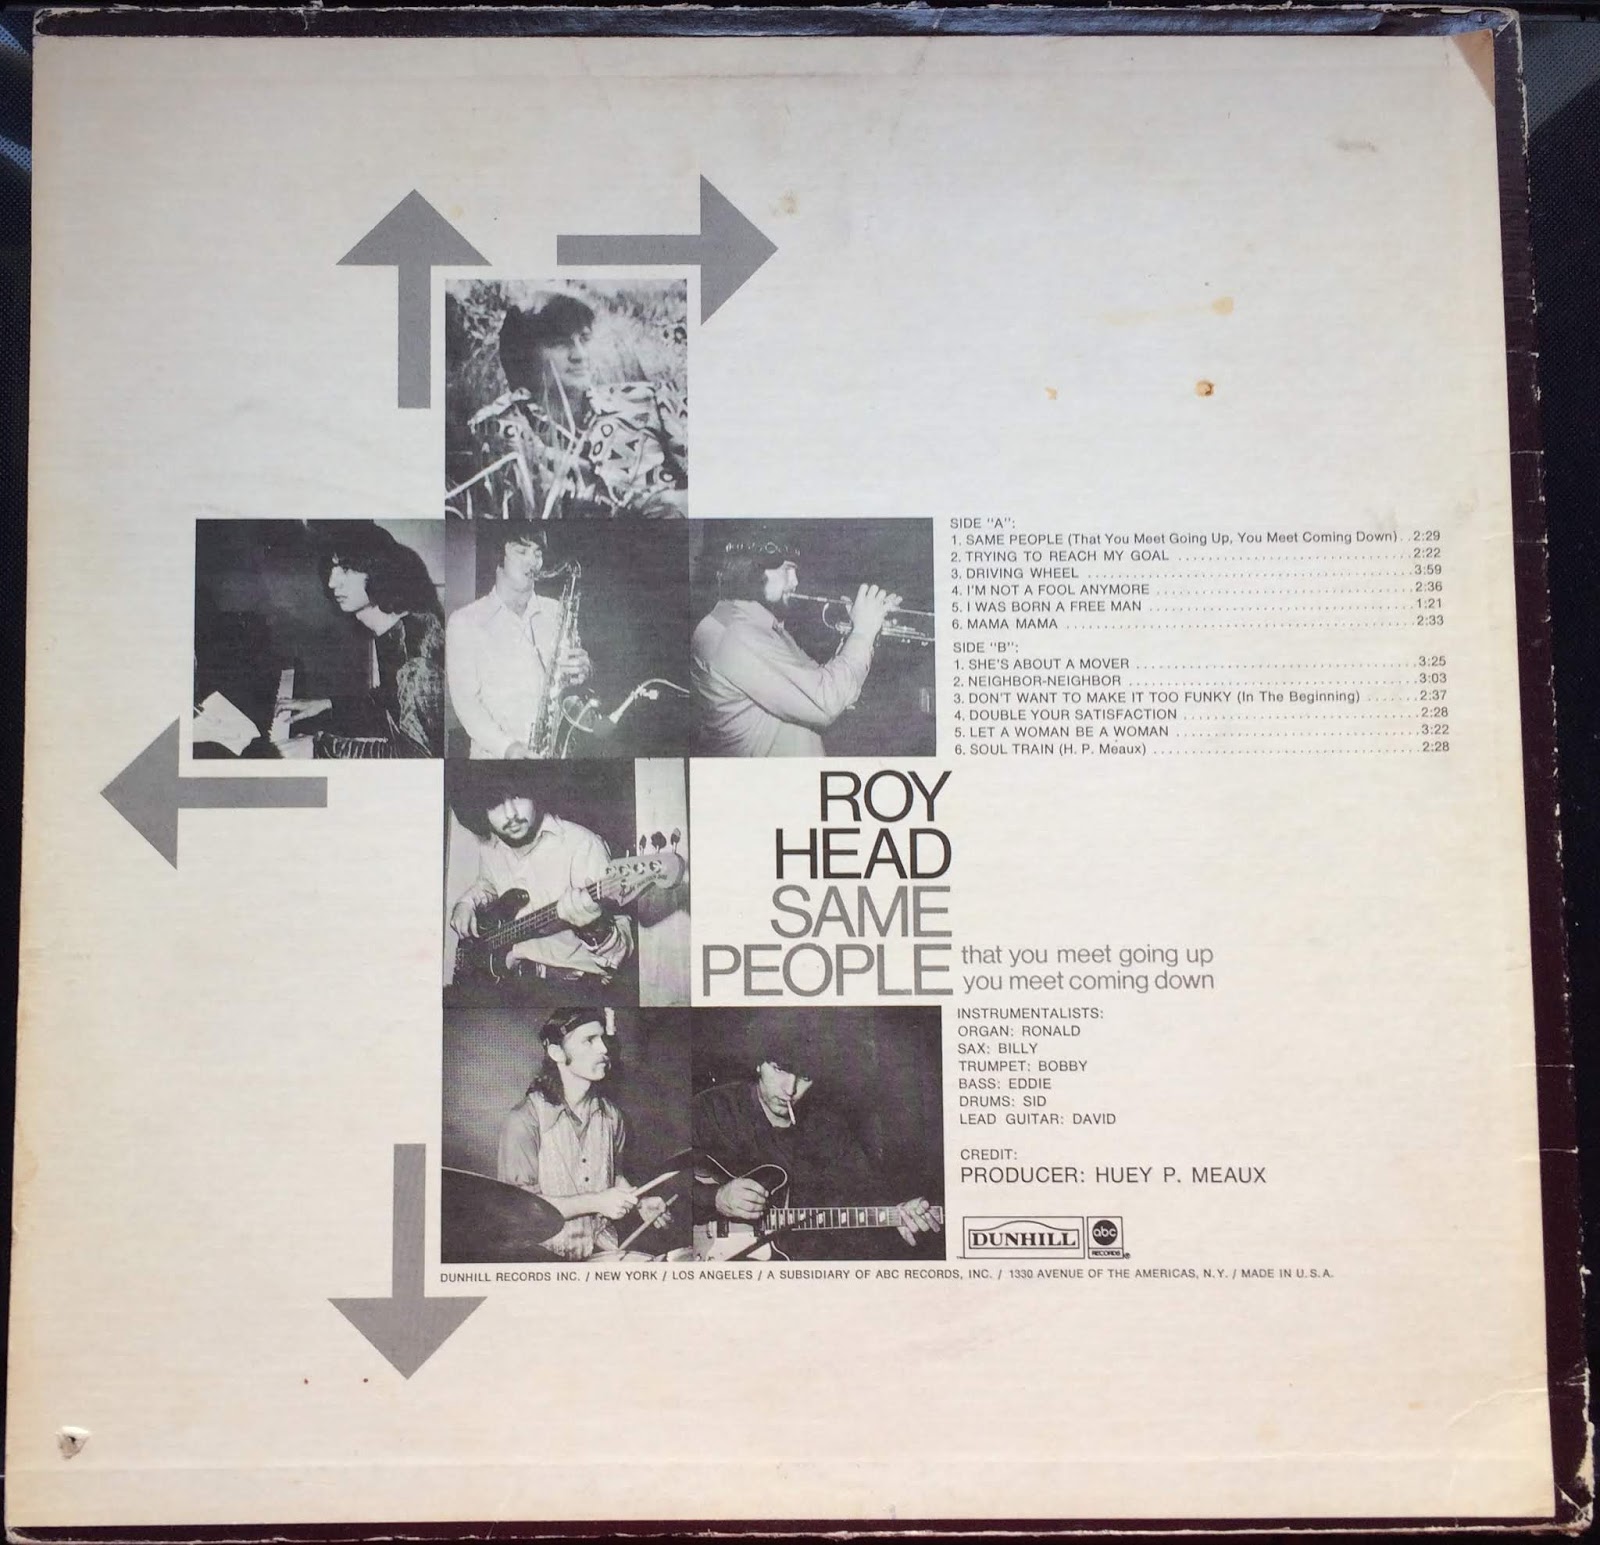 SIDE "A":
1. SAME PEOPLE (That You Meet Going Up, You Meet Coming Down) . . 2:29
2. TRYING TO REACH MY GOAL . . . . . . . . . . . . . . . . . . . . . . . . . . . . . . 2:22
3. DRIVING WHEEL . . . . . . . . . . . . . . . . . . . . . . . . . . . . . . . . . . . . . . . . 3:59
4. I'M NOT A FOOL ANYMORE . . . . . . . . . . . . . . . . . . . . . . . . . . . . . . . 2:36
5. I WAS BORN A FREE MAN . . . . . . . . . . . . . . . . . . . . . . . . . . . . . . . . 1:21
6. MAMA MAMA . . . . . . . . . . . . . . . . . . . . . . . . . . . . . . . . . . . . . . . . . . 2:33
SIDE "B":
1. SHE'S ABOUT A MOVER . . . . . . . . . . . . . . . . . . . . . . . . . . . . . . . . . . 3:25
2. NEIGHBOR-NEIGHBOR . . . . . . . . . . . . . . . . . . . . . . . . . . . . . . . . . . . 3:03
3. DON'T WANT TO MAKE IT TOO FUNKY (In The Beginning) . . . . . . . 2:37
4. DOUBLE YOUR SATISFACTION . . . . . . . . . . . . . . . . . . . . . . . . . . . . 2:28
5. LET A WOMAN BE A WOMAN . . . . . . . . . . . . . . . . . . . . . . . . . . . . . 3:22
6. SOUL TRAIN (H. P. Meaux) . . . . . . . . . . . . . . . . . . . . . . . . . . . . . . . . 2:28
ROY
HEAD
SAME
PEOPLE that you meet going up
you meet coming down
INSTRUMENTALISTS:
ORGAN: RONALD
SAX: BILLY
TRUMPET: BOBBY
BASS: EDDIE
DRUMS: SID
LEAD GUITAR: DAVID
CREDIT:
PRODUCER: HUEY P. MEAUX
DUNHILL abc RECORDS ®
DUNHILL RECORDS INC. / NEW YORK / LOS ANGELES / A SUBSIDIARY OF ABC RECORDS, INC. / 1330 AVENUE OF THE AMERICAS, N.Y. / MADE IN U.S.A.